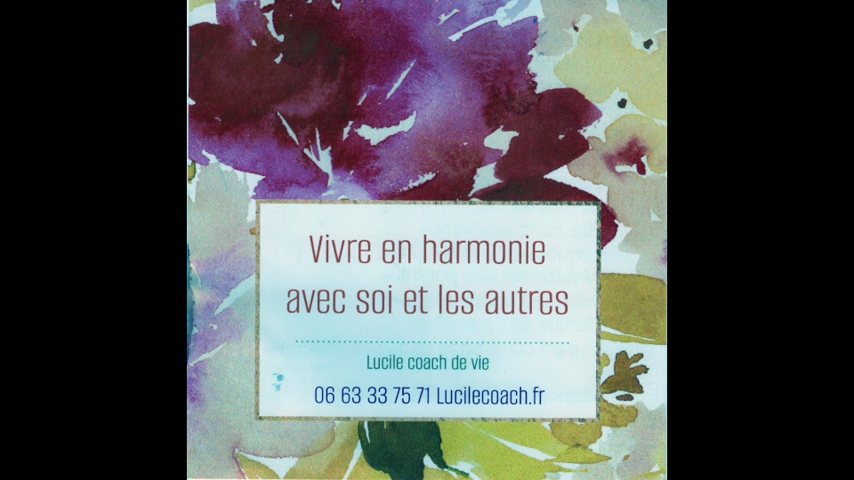 Vivre en harmonie
avec soi et les autres
Lucile coach de vie
06 63 33 75 71 Lucilecoach.fr